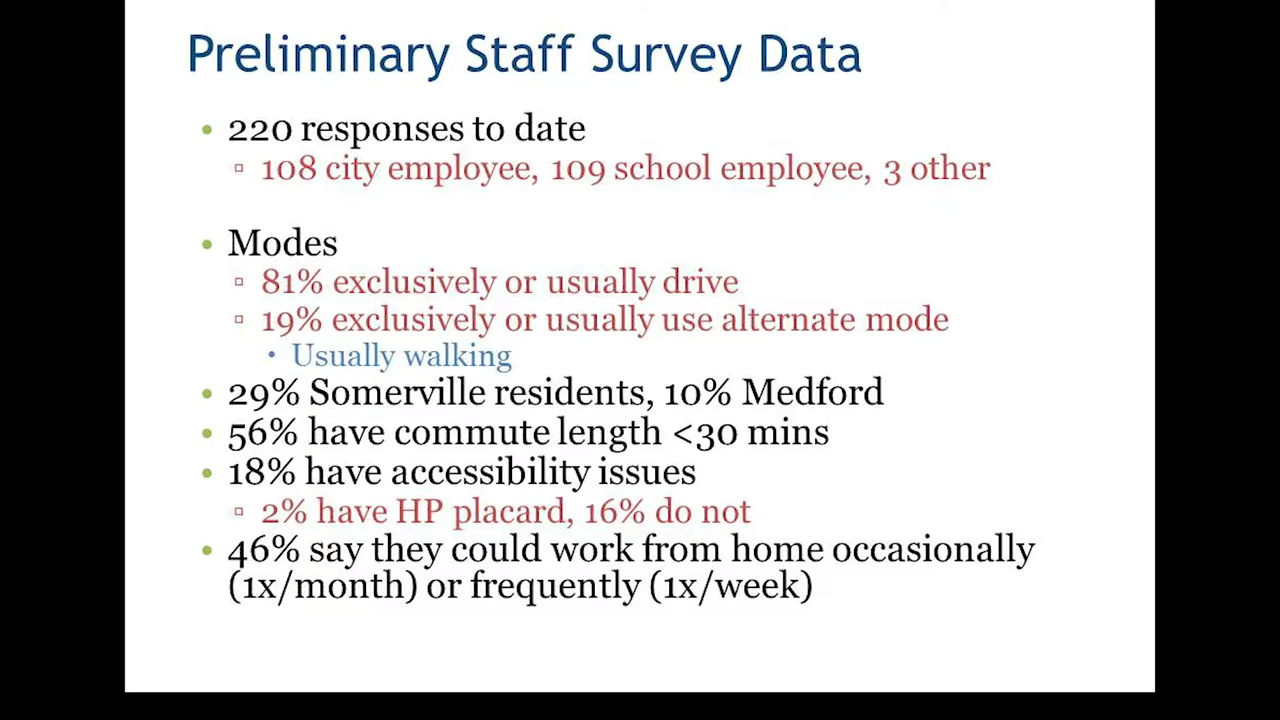 Preliminary Staff Survey Data
• 220 responses to date
▫ 108 city employee, 109 school employee, 3 other
• Modes
▫ 81% exclusively or usually drive
▫ 19% exclusively or usually use alternate mode
• Usually walking
• 29% Somerville residents, 10% Medford
• 56% have commute length <30 mins
• 18% have accessibility issues
▫ 2% have HP placard, 16% do not
• 46% say they could work from home occasionally
(1x/month) or frequently (1x/week)